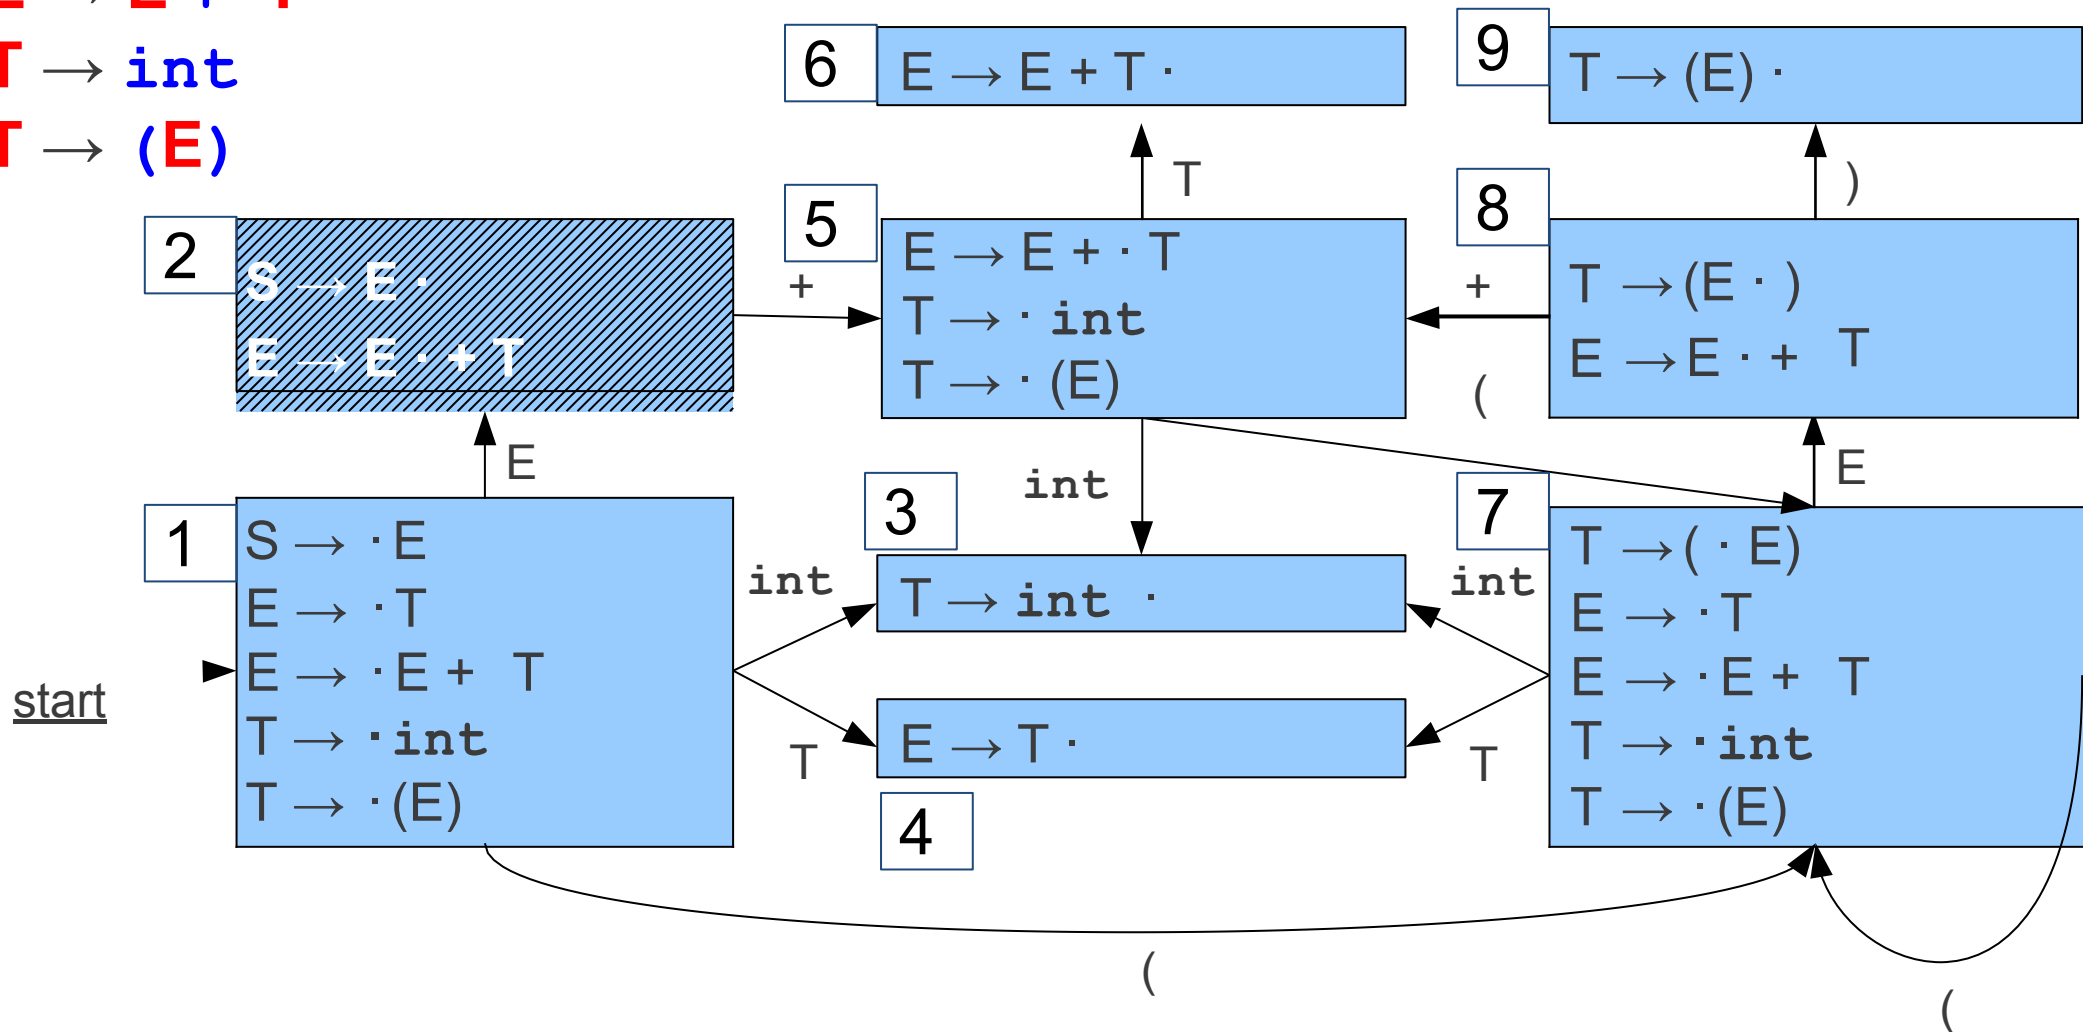 E → E + T
T → int
T → (E)
6
E → E + T ·
9
T → (E) ·
T
)
2
S → E ·
E → E · + T
+
5
E → E + · T
T → · int
T → · (E)
+
(
8
T → (E · )
E → E · + T
E
int
E
1
S → · E
E → · T
E → · E + T
T → · int
T → · (E)
start
int
T
3
T → int ·
E → T ·
4
int
T
7
T → ( · E)
E → · T
E → · E + T
T → · int
T → · (E)
(
(